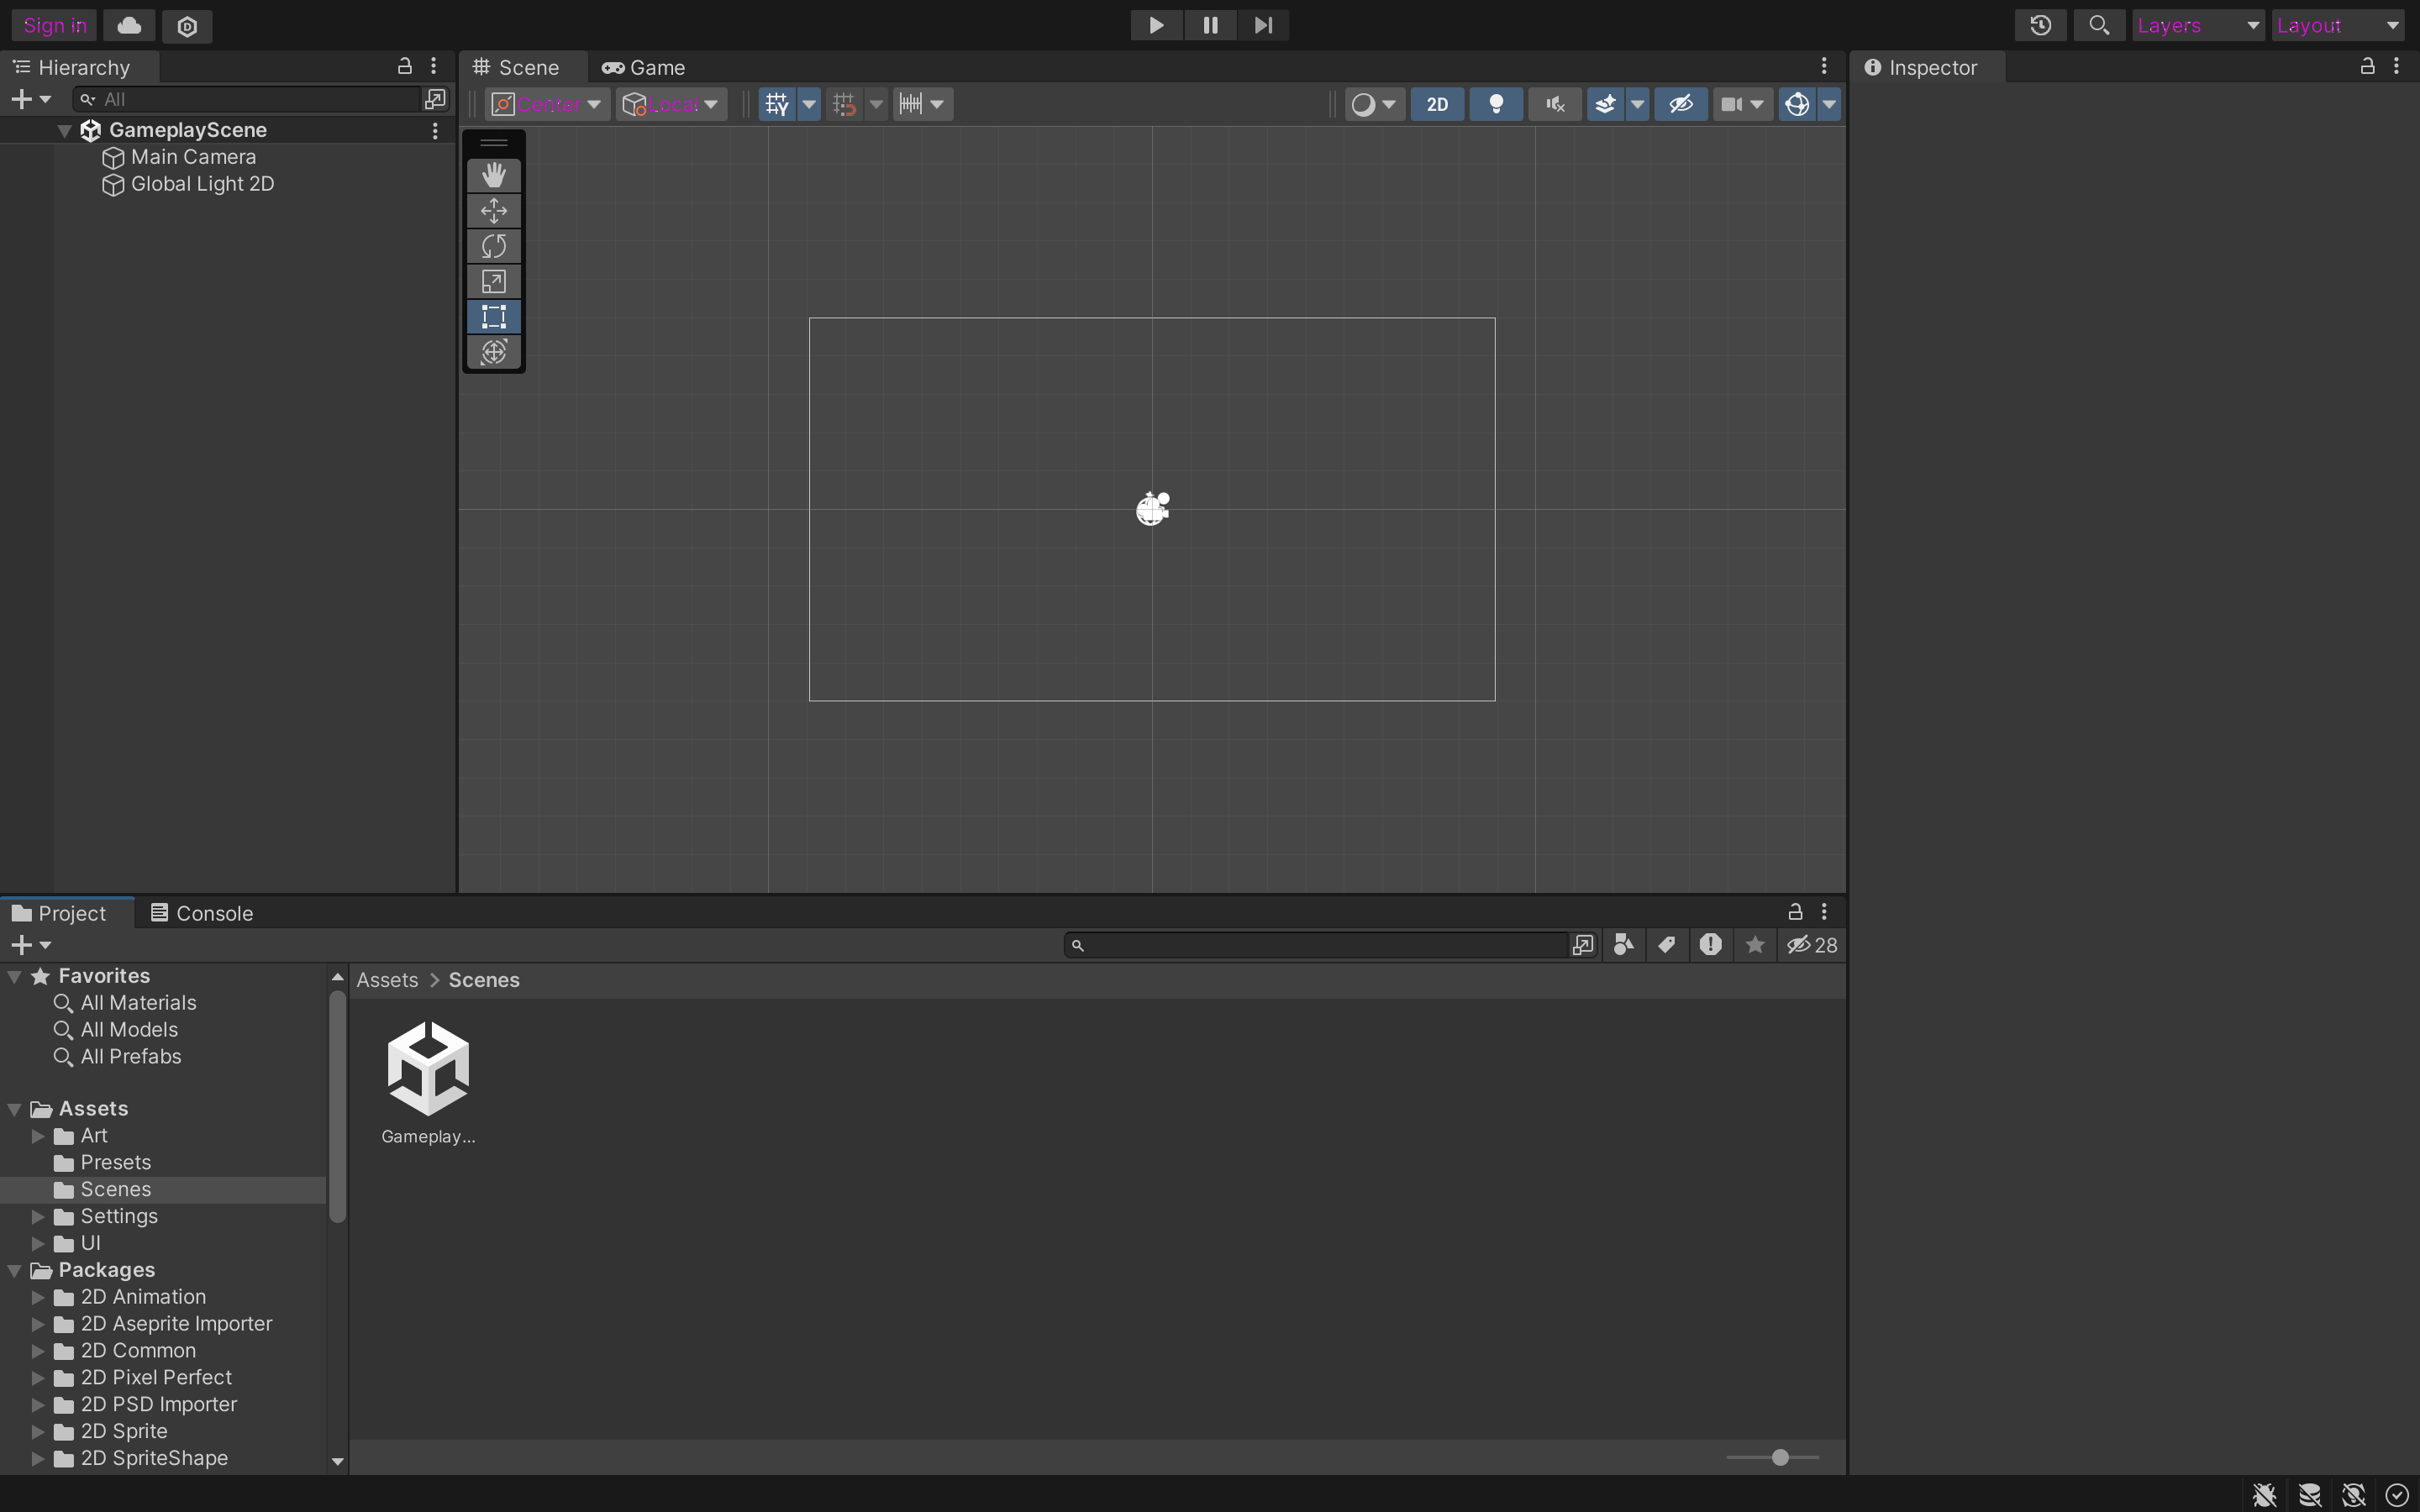 Sign in
Layers
Layout
Hierarchy
All
GameplayScene
Main Camera
Global Light 2D
Scene
Game
Center
Local
2D
Inspector
Project
Console
28
Favorites
All Materials
All Models
All Prefabs
Assets
Art
Presets
Scenes
Settings
UI
Packages
2D Animation
2D Aseprite Importer
2D Common
2D Pixel Perfect
2D PSD Importer
2D Sprite
2D SpriteShape
Assets > Scenes
Gameplay...